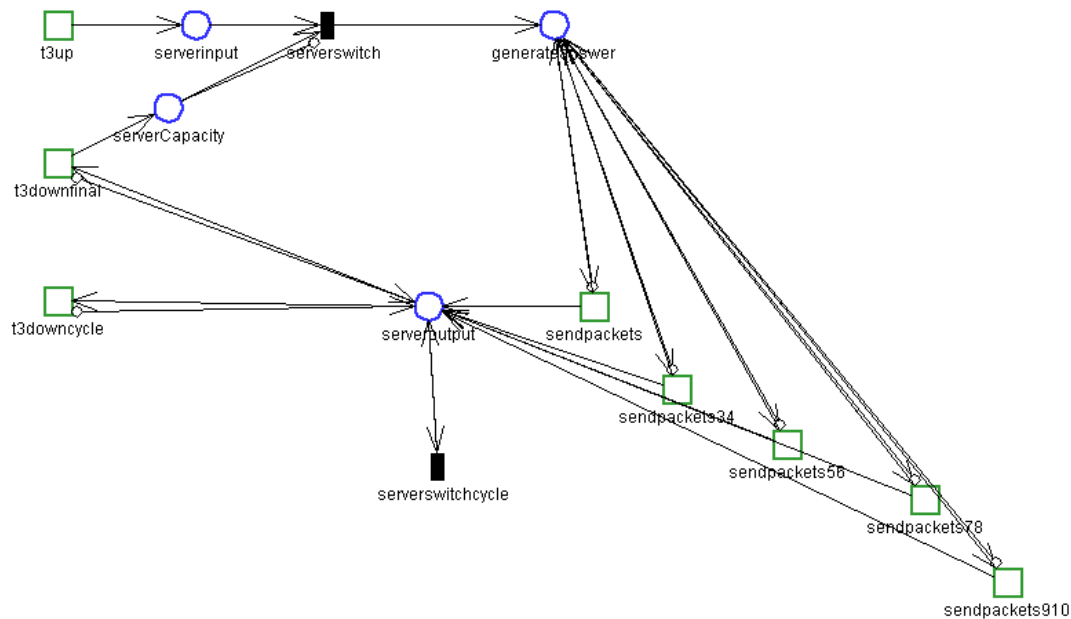 t3up
serverinput
serverswitch
generateanswer
serverCapacity
t3downfinal
t3downcycle
serveroutput
sendpackets
sendpackets34
sendpackets56
serverswitchcycle
sendpackets78
sendpackets910